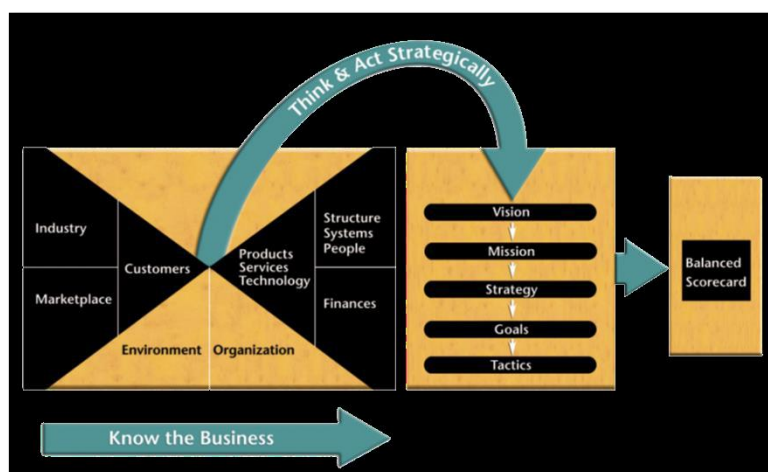 Think & Act Strategically
Industry
Marketplace
Customers
Products
Services
Technology
Structure
Systems
People
Finances
Environment
Organization
Vision
Mission
Strategy
Goals
Tactics
Balanced
Scorecard
Know the Business